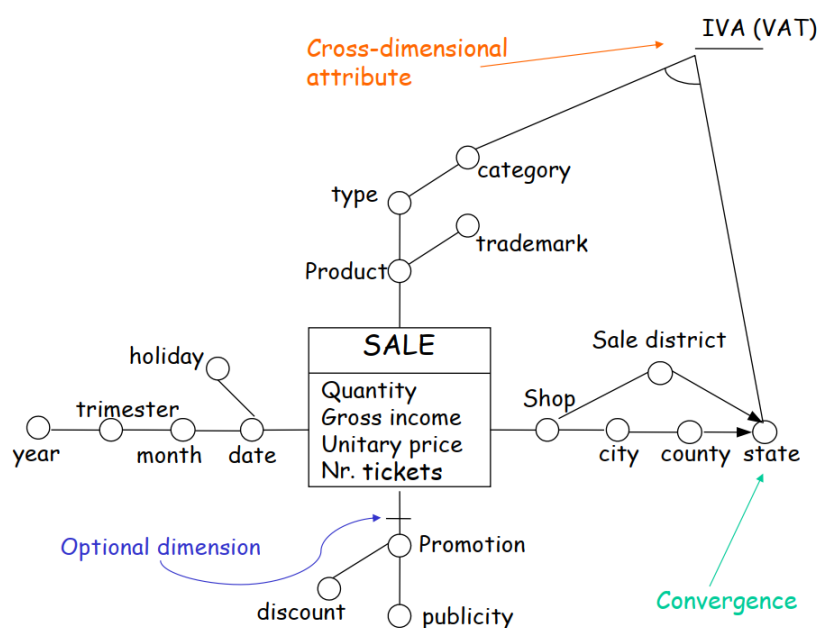 IVA (VAT)
Cross-dimensional
attribute
category
type
trademark
Product
SALE
Quantity
Gross income
Unitary price
Nr. tickets
holiday
trimester
year
month
date
Sale district
Shop
city
county
state
Optional dimension
Promotion
discount
publicity
Convergence